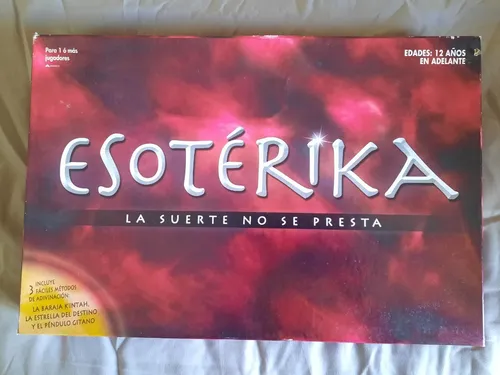 Para 1 ó más
jugadores
EDADES: 12 AÑOS
EN ADELANTE
ESOTÉRIKA
LA SUERTE NO SE PRESTA
3 INCLUYE
FÁCILES MÉTODOS
DE ADIVINACIÓN:
LA BARAJA KINTAH,
LA ESTRELLA DEL DESTINO
Y EL PÉNDULO GITANO